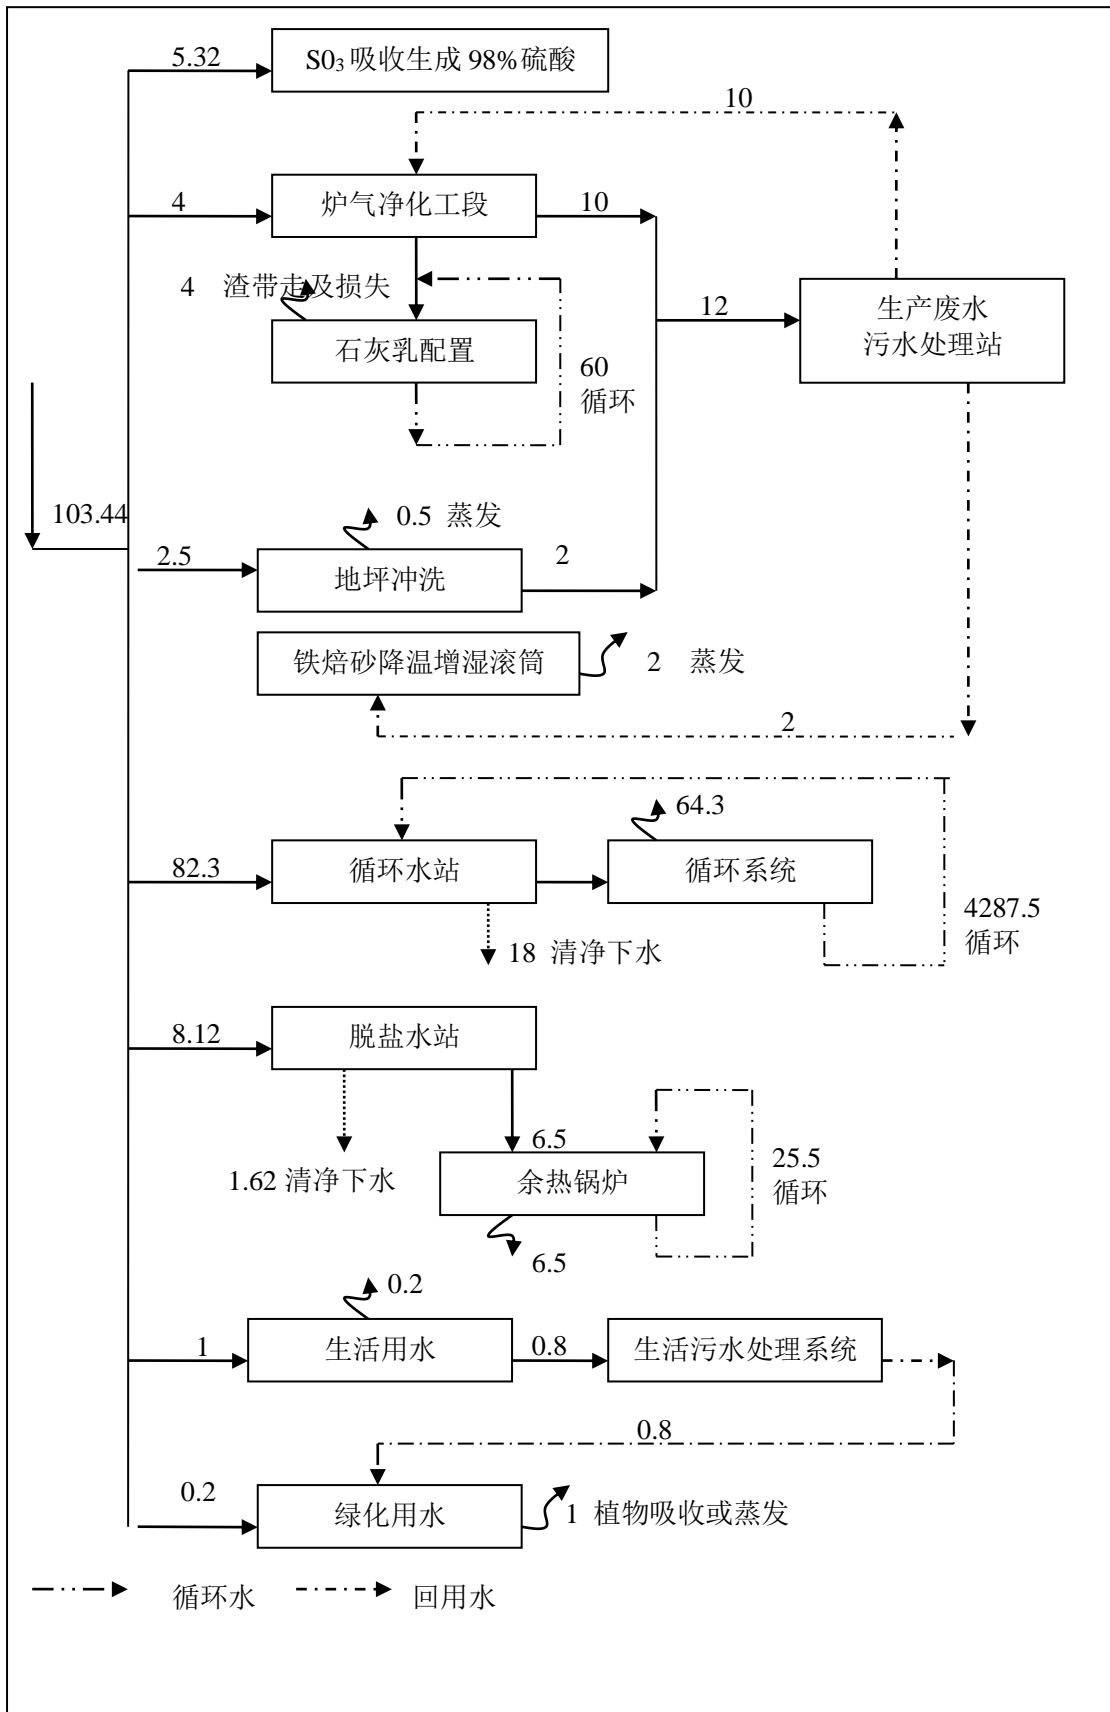 5.32
S0₃吸收生成98%硫酸
10
4
炉气净化工段
10
4 渣带走及损失
12
生产废水
污水处理站
石灰乳配置
60
循环
103.44
0.5 蒸发
2.5
地坪冲洗
2
铁焙砂降温增湿滚筒
2 蒸发
2
64.3
82.3
循环水站
循环系统
4287.5
循环
18 清净下水
8.12
脱盐水站
6.5
1.62 清净下水
余热锅炉
25.5
循环
6.5
0.2
1
生活用水
0.8
生活污水处理系统
0.8
0.2
绿化用水
1 植物吸收或蒸发
循环水
回用水